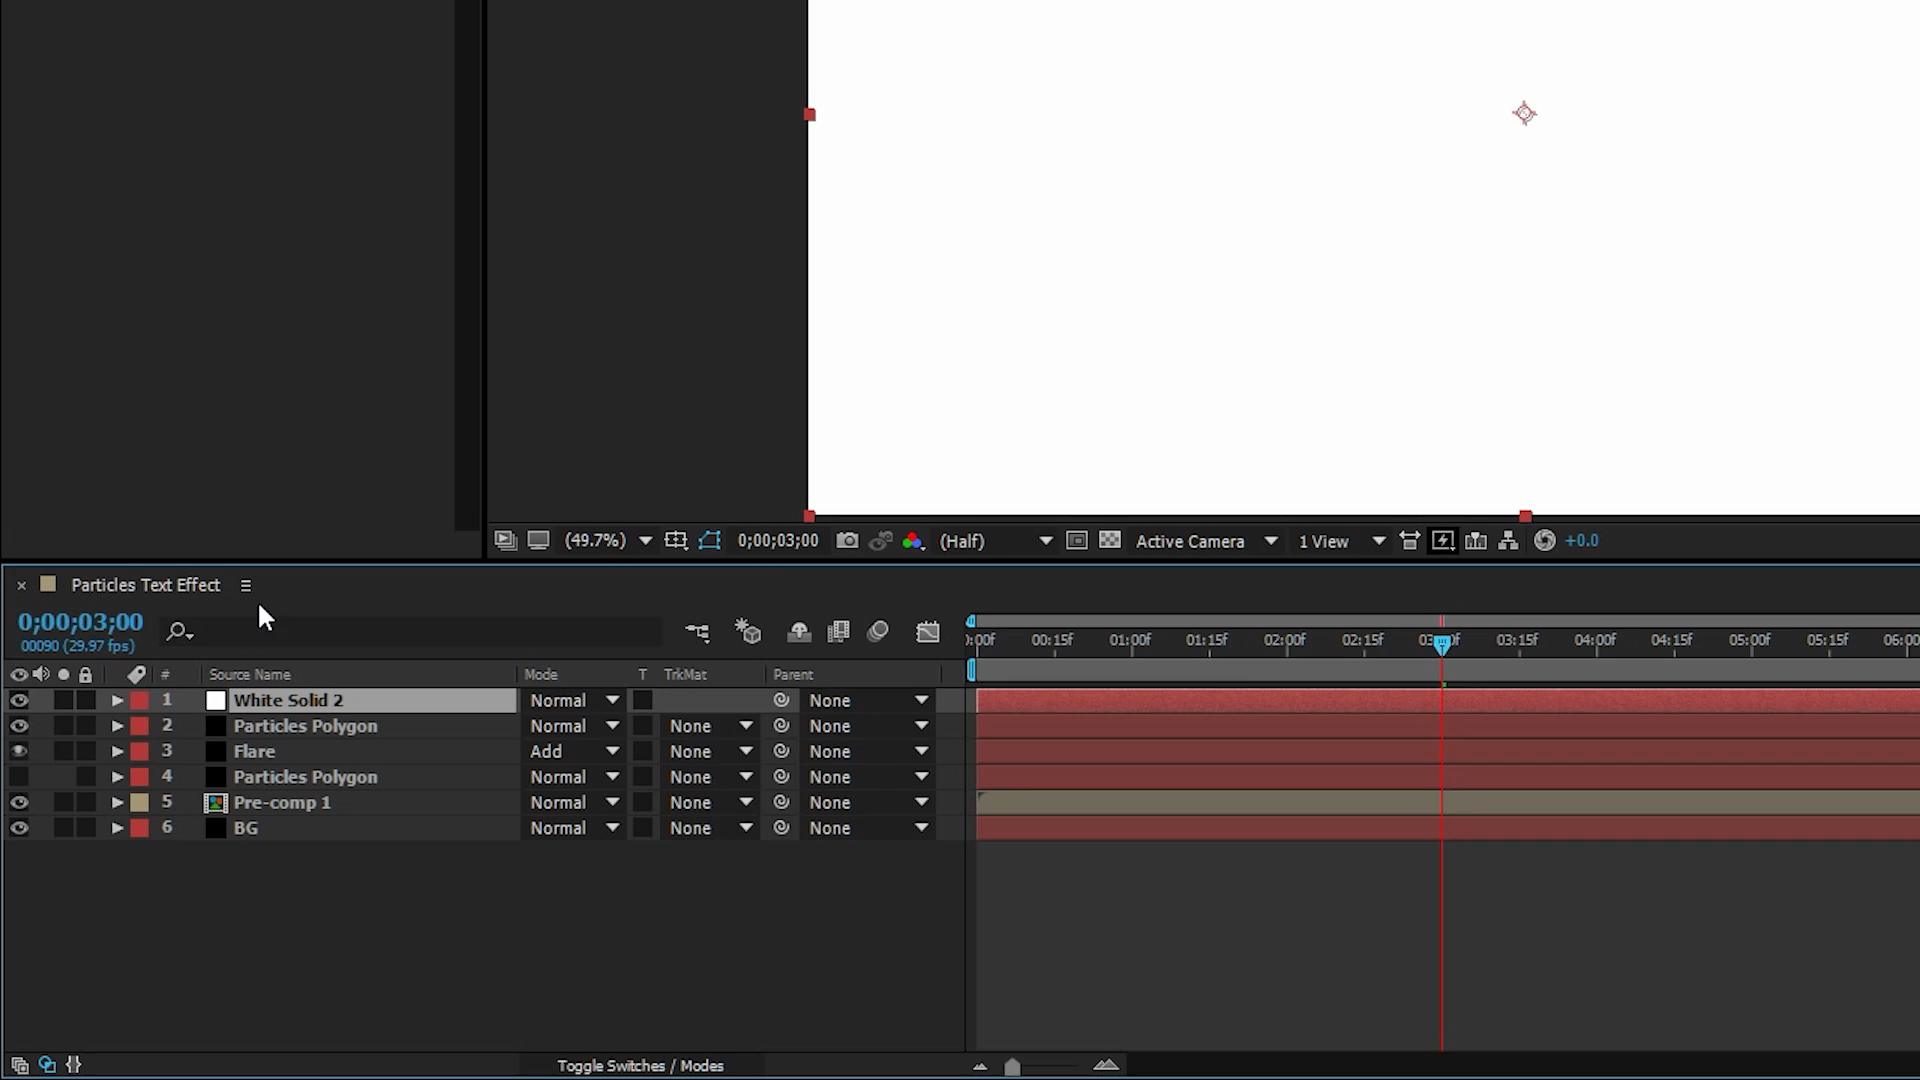 (49.7%) 0;00;03;00 (Half) Active Camera 1 View +0.0
× Particles Text Effect
0;00;03;00
00090 (29.97 fps)
00f 00:15f 01:00f 01:15f 02:00f 02:15f 03:15f 04:00f 04:15f 05:00f 05:15f 06:00
# Source Name Mode T TrkMat Parent
1 White Solid 2 Normal None
2 Particles Polygon Normal None None
3 Flare Add None None
4 Particles Polygon Normal None None
5 Pre-comp 1 Normal None None
6 BG Normal None None
Toggle Switches / Modes